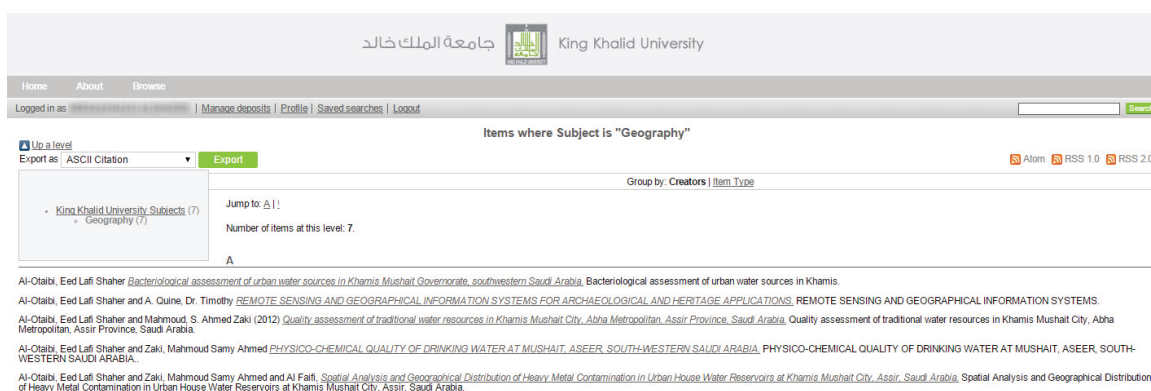 جامعة الملك خالد King Khalid University
Home About Browse
Logged in as | Manage deposits | Profile | Saved searches | Logout
Searc
Items where Subject is "Geography"
Up a level
Export as ASCII Citation Export
Atom RSS 1.0 RSS 2.0
Group by: Creators | Item Type
King Khalid University Subjects (7)
Geography (7)
Jump to: A | ا
Number of items at this level: 7.
A
Al-Otaibi, Eed Lafi Shaher Bacteriological assessment of urban water sources in Khamis Mushait Governorate, southwestern Saudi Arabia. Bacteriological assessment of urban water sources in Khamis.
Al-Otaibi, Eed Lafi Shaher and A. Quine, Dr. Timothy REMOTE SENSING AND GEOGRAPHICAL INFORMATION SYSTEMS FOR ARCHAEOLOGICAL AND HERITAGE APPLICATIONS. REMOTE SENSING AND GEOGRAPHICAL INFORMATION SYSTEMS.
Al-Otaibi, Eed Lafi Shaher and Mahmoud, S. Ahmed Zaki (2012) Quality assessment of traditional water resources in Khamis Mushait City, Abha Metropolitan, Assir Province, Saudi Arabia. Quality assessment of traditional water resources in Khamis Mushait City, Abha
Metropolitan, Assir Province, Saudi Arabia.
Al-Otaibi, Eed Lafi Shaher and Zaki, Mahmoud Samy Ahmed PHYSICO-CHEMICAL QUALITY OF DRINKING WATER AT MUSHAIT, ASEER, SOUTH-WESTERN SAUDI ARABIA. PHYSICO-CHEMICAL QUALITY OF DRINKING WATER AT MUSHAIT, ASEER, SOUTH-
WESTERN SAUDI ARABIA..
Al-Otaibi, Eed Lafi Shaher and Zaki, Mahmoud Samy Ahmed and Al Faifi, Spatial Analysis and Geographical Distribution of Heavy Metal Contamination in Urban House Water Reservoirs at Khamis Mushait City, Assir, Saudi Arabia. Spatial Analysis and Geographical Distribution
of Heavy Metal Contamination in Urban House Water Reservoirs at Khamis Mushait City, Assir, Saudi Arabia.